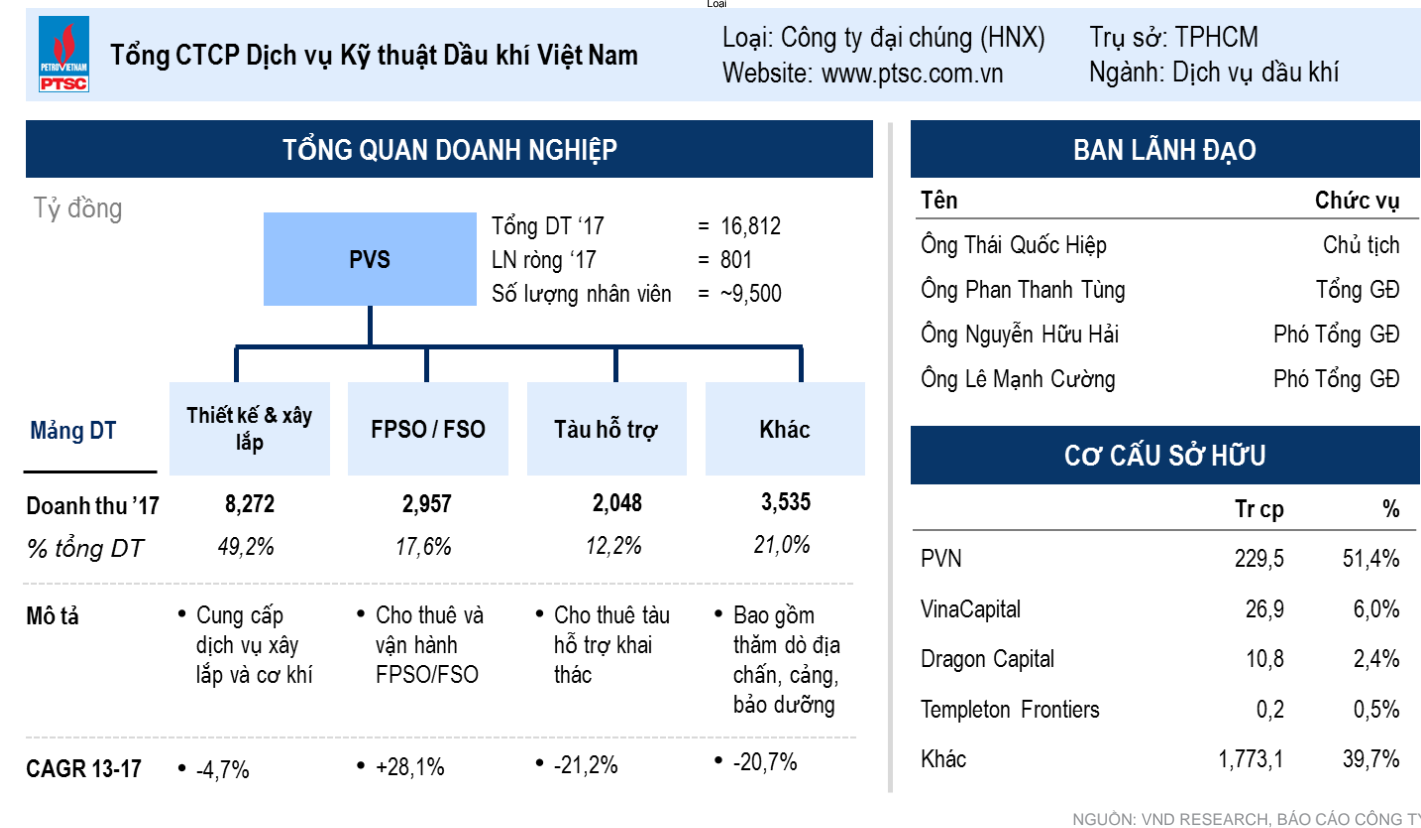 Loại
PETROVIETNAM
PTSC
Tổng CTCP Dịch vụ Kỹ thuật Dầu khí Việt Nam
Loại: Công ty đại chúng (HNX)
Website: www.ptsc.com.vn
Trụ sở: TPHCM
Ngành: Dịch vụ dầu khí
TỔNG QUAN DOANH NGHIỆP
Tỷ đồng
PVS
Tổng DT ‘17 = 16,812
LN ròng ‘17 = 801
Số lượng nhân viên = ~9,500
Mảng DT
Thiết kế & xây
lắp
FPSO / FSO
Tàu hỗ trợ
Khác
Doanh thu ’17 8,272 2,957 2,048 3,535
% tổng DT 49,2% 17,6% 12,2% 21,0%
Mô tả
• Cung cấp
dịch vụ xây
lắp và cơ khí
• Cho thuê và
vận hành
FPSO/FSO
• Cho thuê tàu
hỗ trợ khai
thác
• Bao gồm
thăm dò địa
chấn, cảng,
bảo dưỡng
CAGR 13-17 • -4,7% • +28,1% • -21,2% • -20,7%
BAN LÃNH ĐẠO
Tên Chức vụ
Ông Thái Quốc Hiệp Chủ tịch
Ông Phan Thanh Tùng Tổng GĐ
Ông Nguyễn Hữu Hải Phó Tổng GĐ
Ông Lê Mạnh Cường Phó Tổng GĐ
CƠ CẤU SỞ HỮU
Tr cp %
PVN 229,5 51,4%
VinaCapital 26,9 6,0%
Dragon Capital 10,8 2,4%
Templeton Frontiers 0,2 0,5%
Khác 1,773,1 39,7%
NGUỒN: VND RESEARCH, BÁO CÁO CÔNG TY